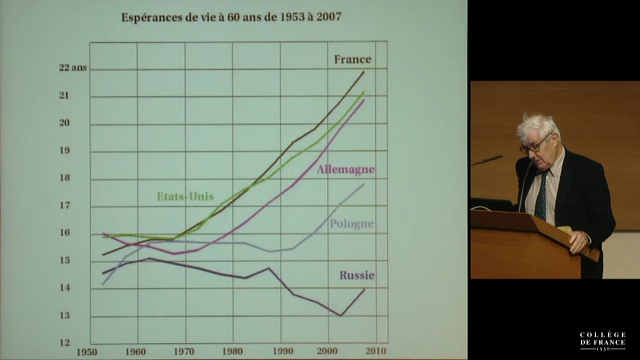 Espérances de vie à 60 ans de 1953 à 2007
22 ans
21
20
19
18
17
16
15
14
13
12
1950
1960
1970
1980
1990
2000
2010
France
Allemagne
Etats-Unis
Pologne
Russie
COLLÈGE
DE FRANCE
1530